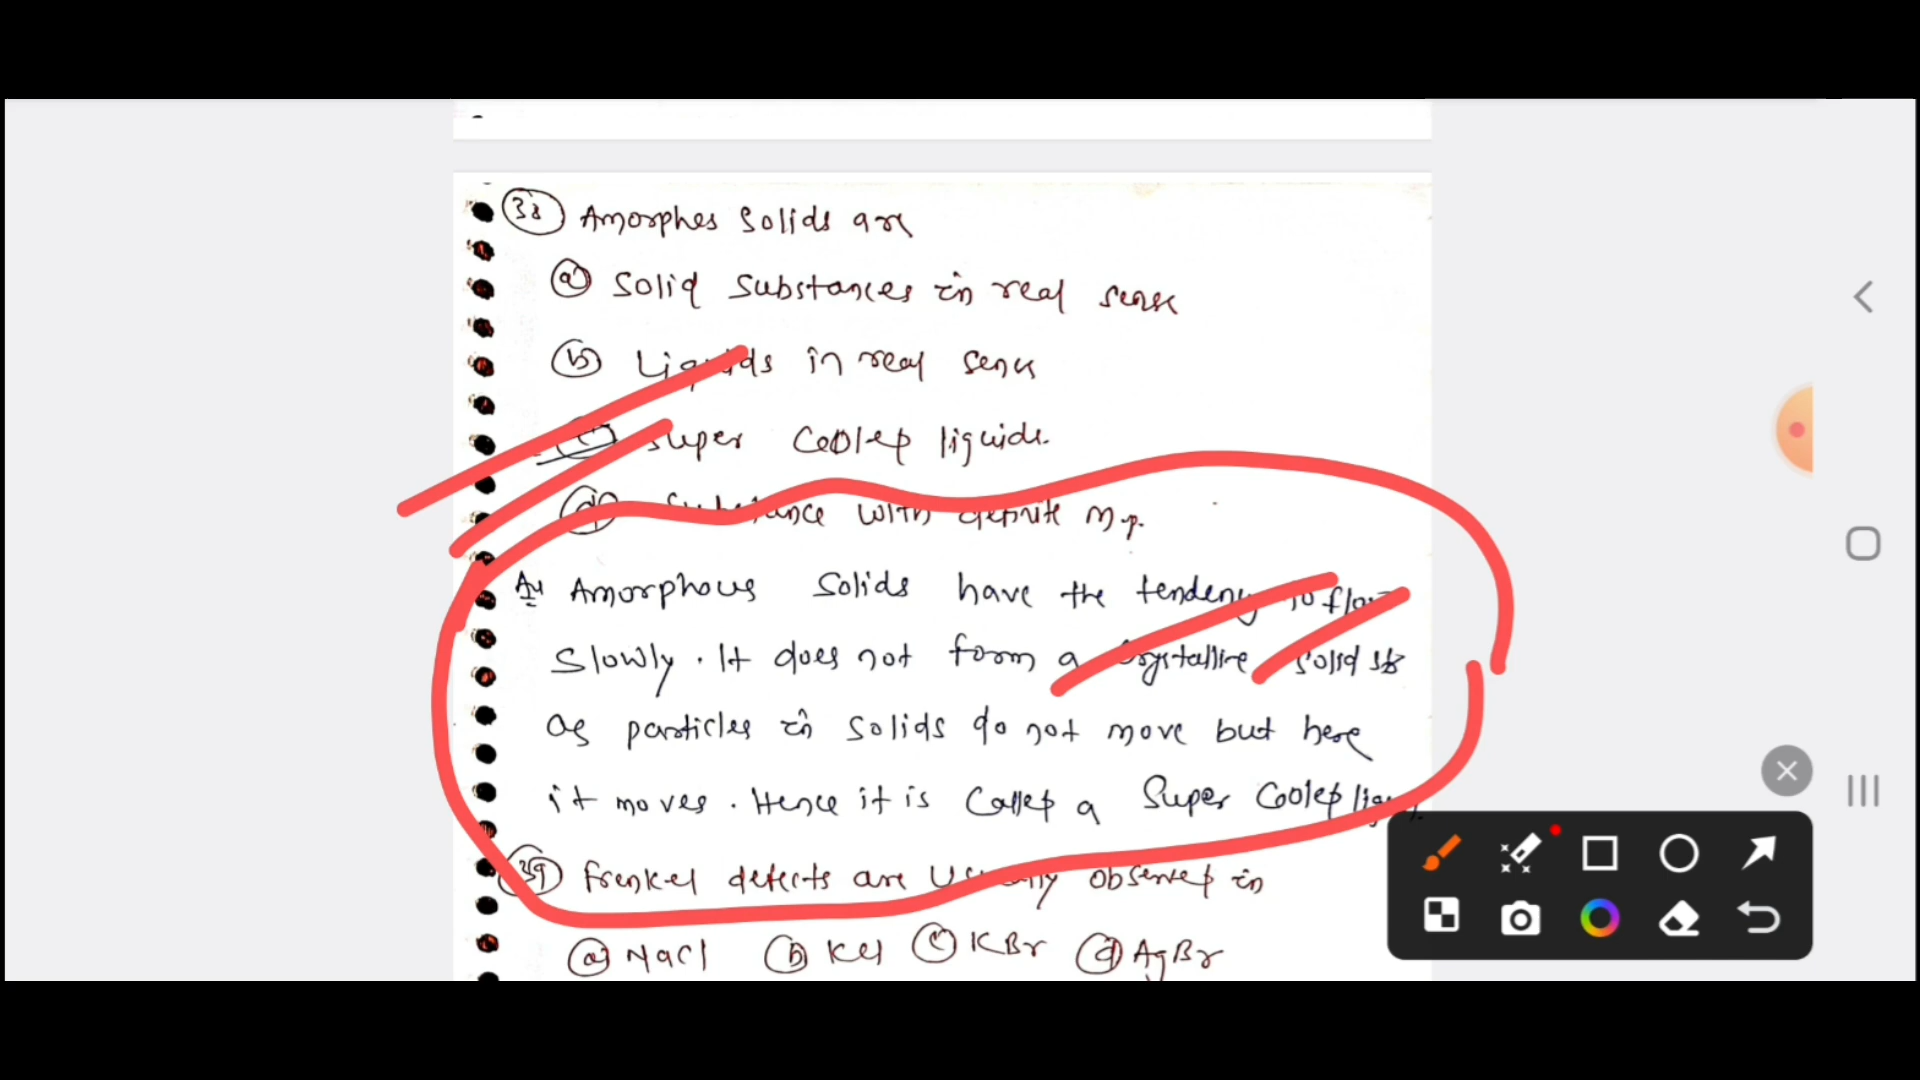 38 Amorphes Solids are
a Solid Substances in real sense
b Liquids in real sense
c Super Cooled liquids.
d Substance with definite M.p.
Ans Amorphous Solids have the tendeny to flow
Slowly. It does not form a Crystalline Solid str
as particles in Solids do not move but here
it moves. Hence it is Called a Super Cooled liquid.
39 Frenkel defects are Usually observed in
a NaCl b KCl c KBr d AgBr